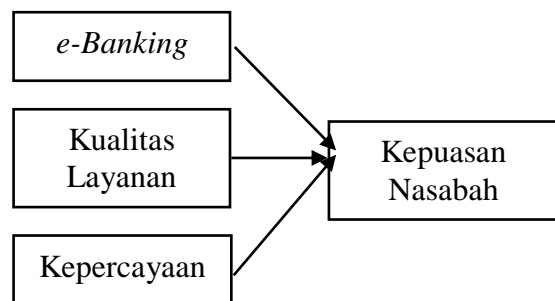 e-Banking
Kualitas
Layanan
Kepercayaan
Kepuasan
Nasabah